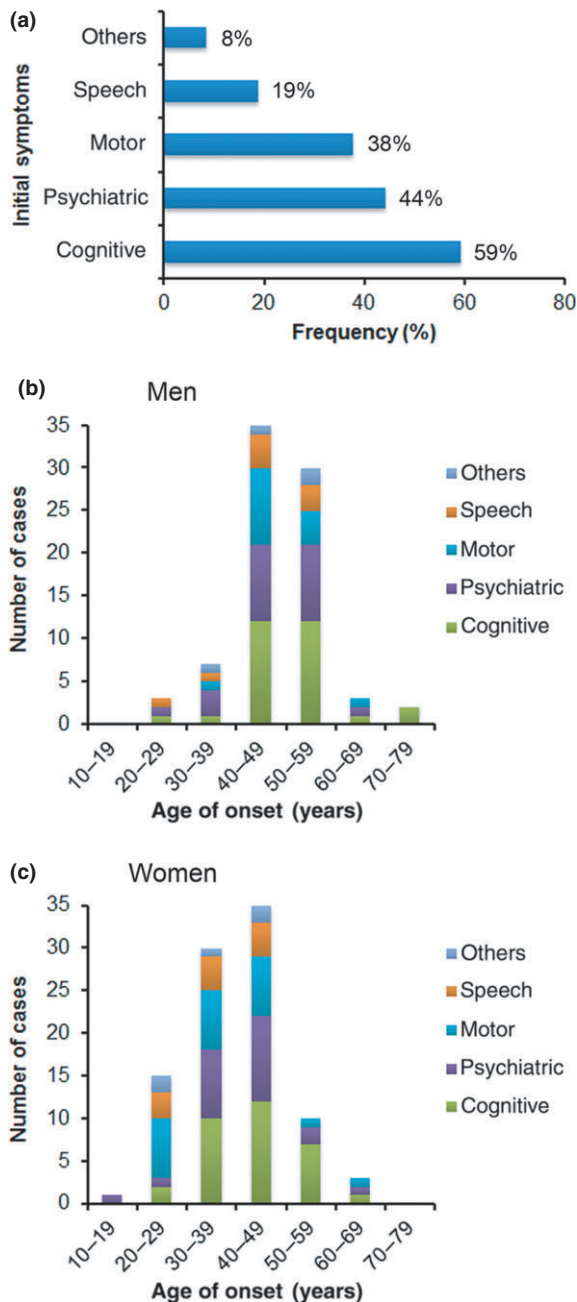 (a)
Initial symptoms
Others 8%
Speech 19%
Motor 38%
Psychiatric 44%
Cognitive 59%
0 20 40 60 80
Frequency (%)
(b) Men
Number of cases
35
30
25
20
15
10
5
0
10–19 20–29 30–39 40–49 50–59 60–69 70–79
Age of onset (years)
Others
Speech
Motor
Psychiatric
Cognitive
(c) Women
Number of cases
35
30
25
20
15
10
5
0
10–19 20–29 30–39 40–49 50–59 60–69 70–79
Age of onset (years)
Others
Speech
Motor
Psychiatric
Cognitive